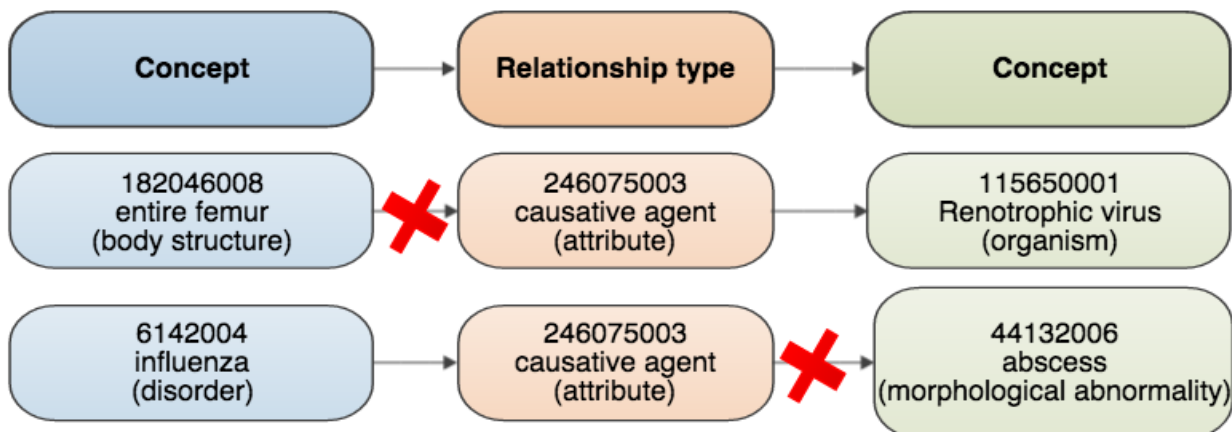 Concept
Relationship type
Concept
182046008
entire femur
(body structure)
246075003
causative agent
(attribute)
115650001
Renotrophic virus
(organism)
6142004
influenza
(disorder)
246075003
causative agent
(attribute)
44132006
abscess
(morphological abnormality)